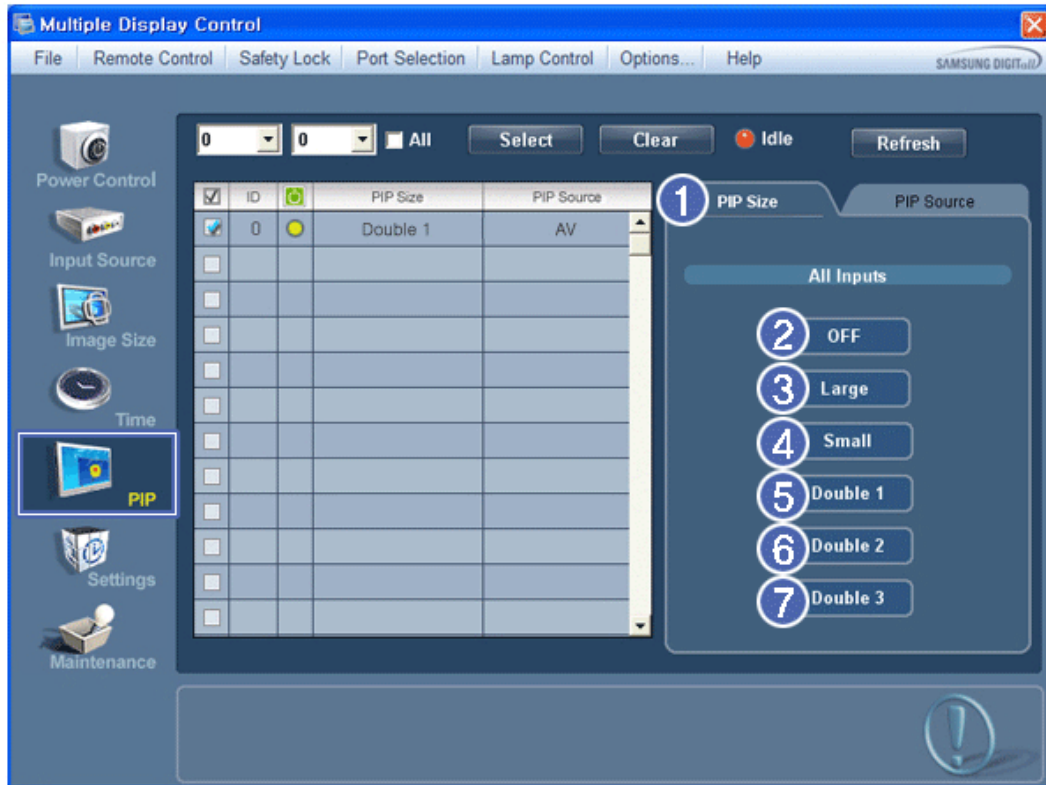 Multiple Display Control
File Remote Control Safety Lock Port Selection Lamp Control Options... Help SAMSUNG DIGITall
0 0 All Select Clear Idle Refresh
Power Control
Input Source
Image Size
Time
PIP
Settings
Maintenance
ID PIP Size PIP Source
0 Double 1 AV
1 PIP Size PIP Source
All Inputs
2 OFF
3 Large
4 Small
5 Double 1
6 Double 2
7 Double 3